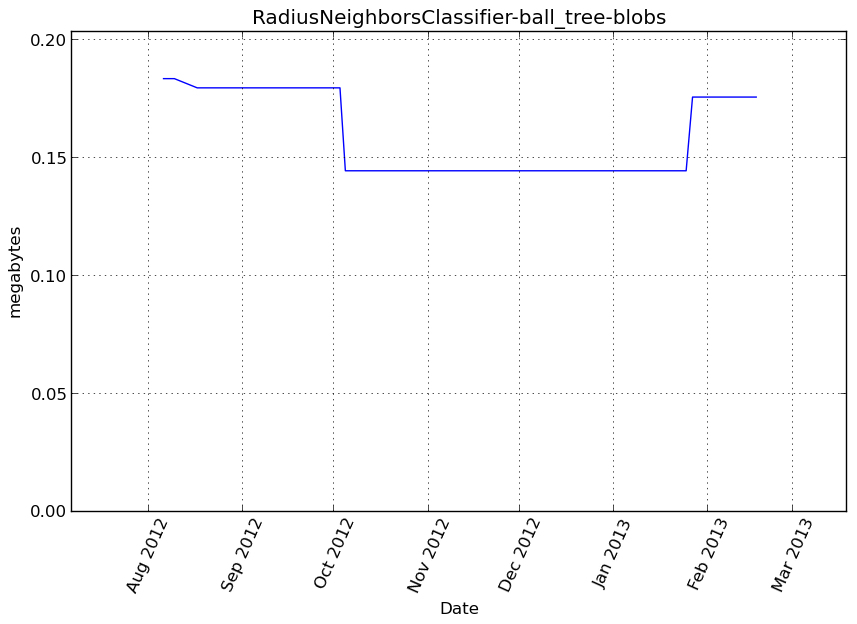 RadiusNeighborsClassifier-ball_tree-blobs
0.20
0.15
0.10
0.05
0.00
megabytes
Aug 2012
Sep 2012
Oct 2012
Nov 2012
Dec 2012
Jan 2013
Feb 2013
Mar 2013
Date